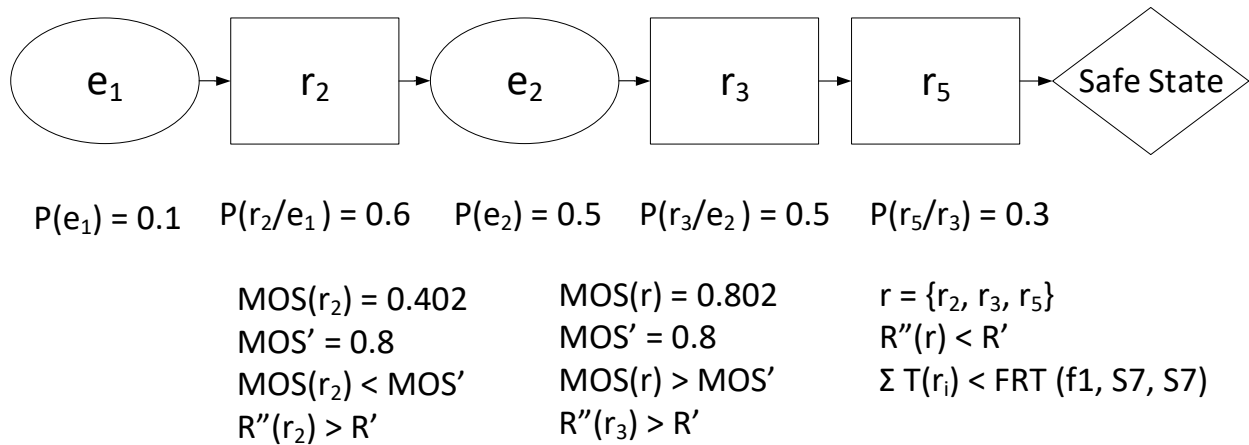 e₁ r₂ e₂ r₃ r₅ Safe State
P(e₁) = 0.1 P(r₂/e₁ ) = 0.6 P(e₂) = 0.5 P(r₃/e₂ ) = 0.5 P(r₅/r₃) = 0.3
MOS(r₂) = 0.402
MOS’ = 0.8
MOS(r₂) < MOS’
R’’(r₂) > R’
MOS(r) = 0.802
MOS’ = 0.8
MOS(r) > MOS’
R’’(r₃) > R’
r = {r₂, r₃, r₅}
R’’(r) < R’
Σ T(rᵢ) < FRT (f1, S7, S7)